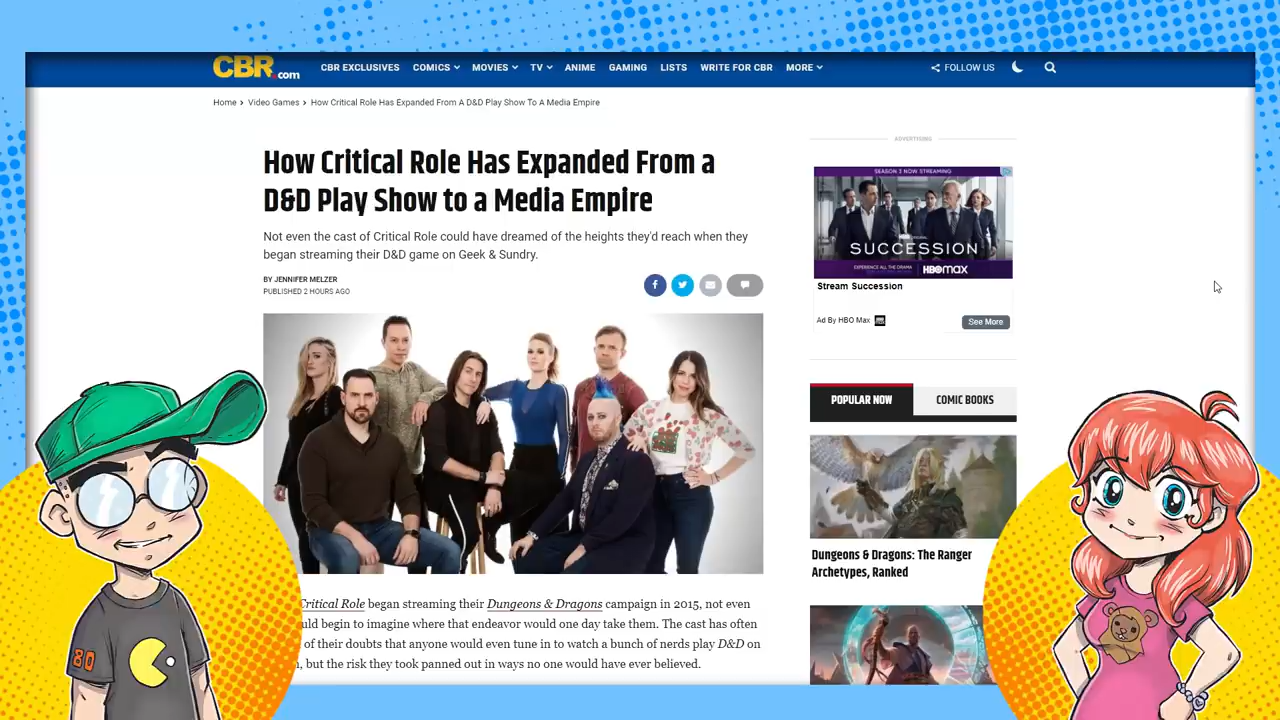 CBR.com
CBR EXCLUSIVES COMICS MOVIES TV ANIME GAMING LISTS WRITE FOR CBR MORE FOLLOW US
Home › Video Games › How Critical Role Has Expanded From A D&D Play Show To A Media Empire
How Critical Role Has Expanded From a
D&D Play Show to a Media Empire
Not even the cast of Critical Role could have dreamed of the heights they'd reach when they
began streaming their D&D game on Geek & Sundry.
BY JENNIFER MELZER
PUBLISHED 2 HOURS AGO
Critical Role began streaming their Dungeons & Dragons campaign in 2015, not even
uld begin to imagine where that endeavor would one day take them. The cast has often
of their doubts that anyone would even tune in to watch a bunch of nerds play D&D on
, but the risk they took panned out in ways no one would have ever believed.
ADVERTISING
NOW STREAMING
SUCCESSION
EXPERIENCE ALL THE DRAMA HBOMAX
Stream Succession
Ad By HBO Max
See More
POPULAR NOW COMIC BOOKS
Dungeons & Dragons: The Ranger
Archetypes, Ranked
80